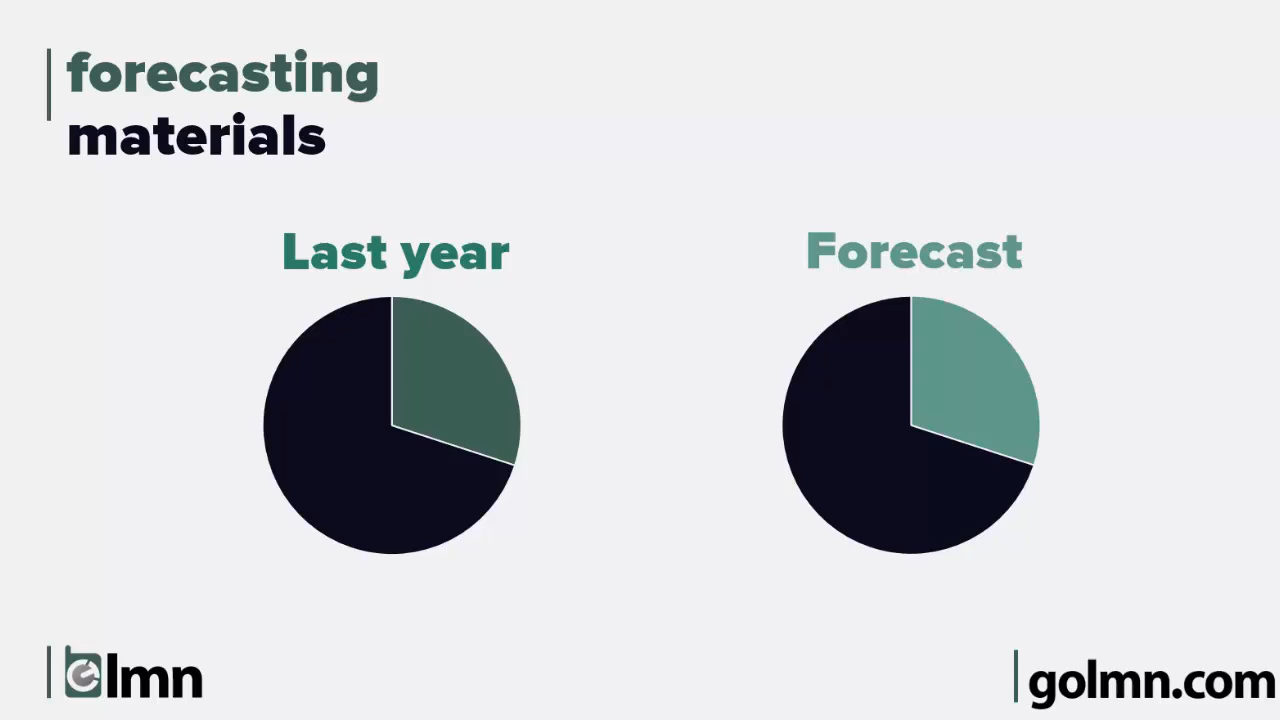 forecasting
materials
Last year
Forecast
lmn
golmn.com